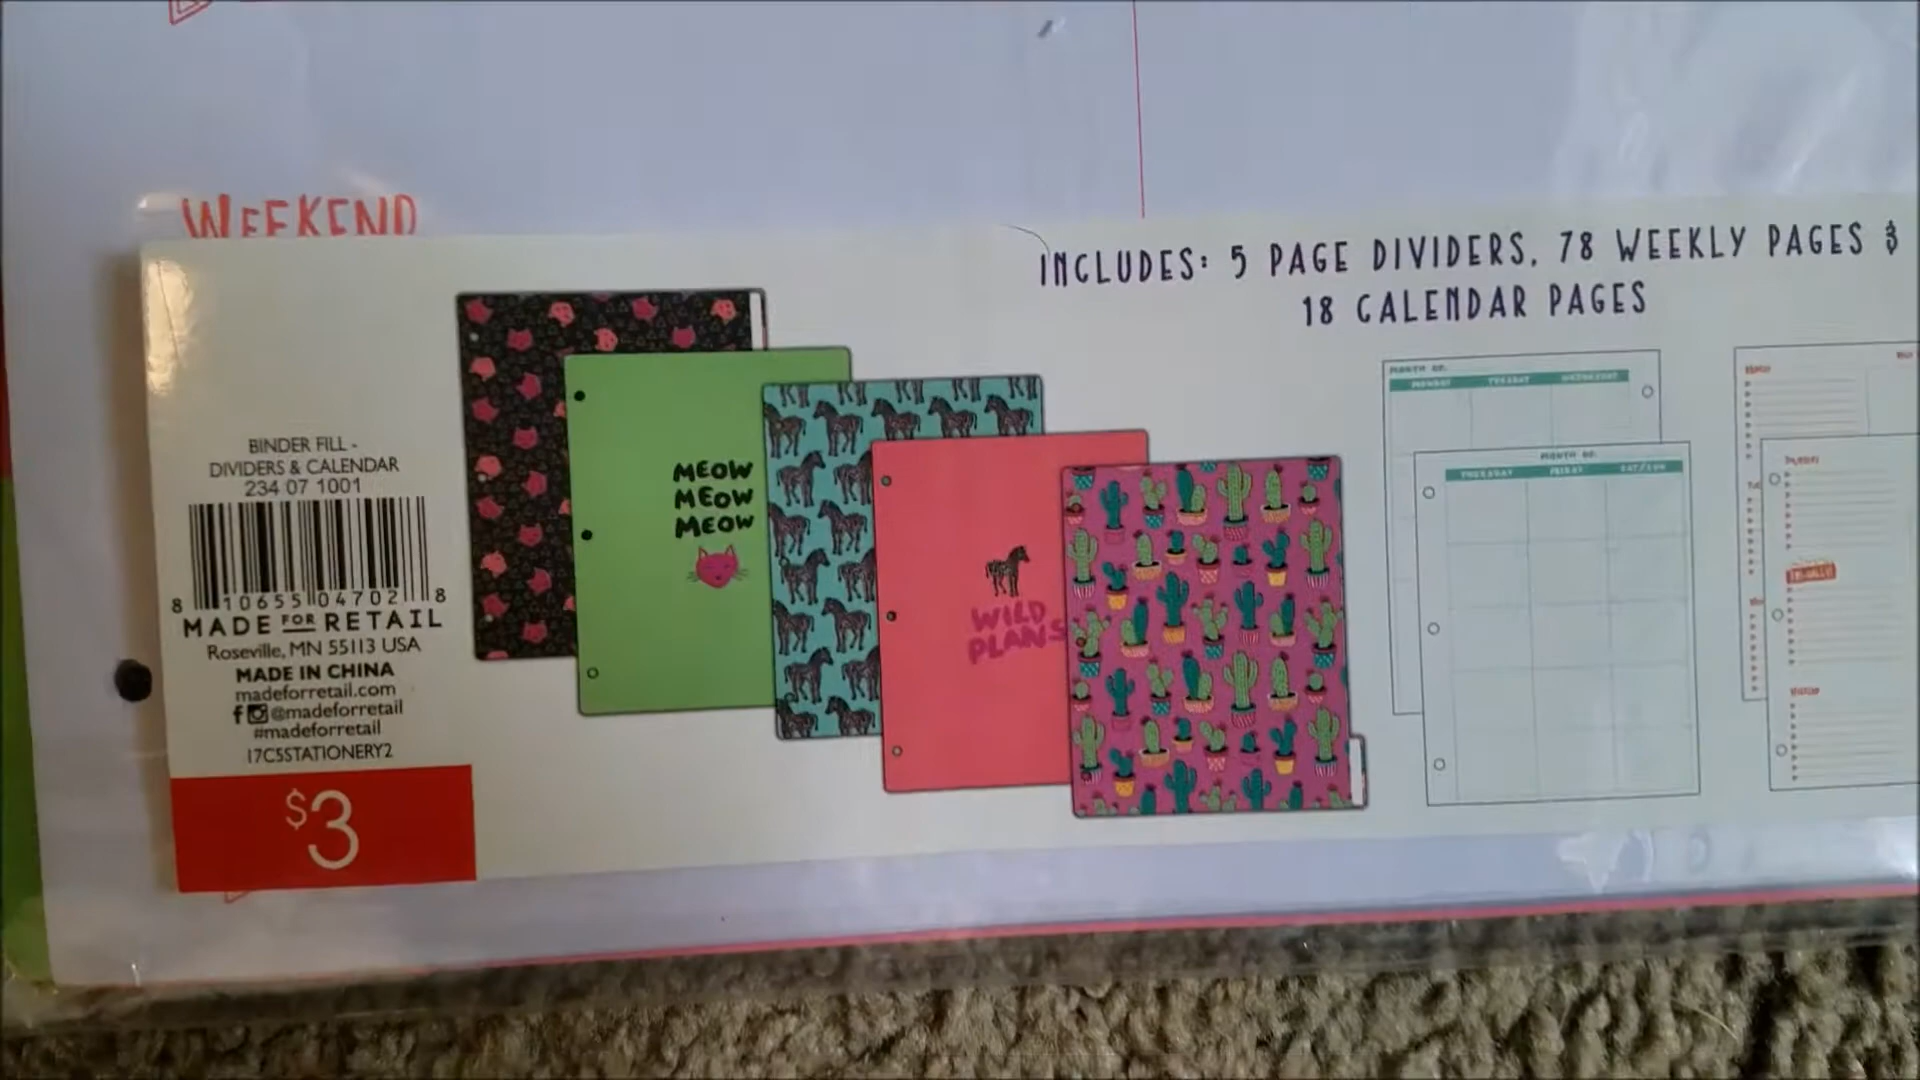 WEEKEND
INCLUDES: 5 PAGE DIVIDERS, 78 WEEKLY PAGES &
18 CALENDAR PAGES
BINDER FILL -
DIVIDERS & CALENDAR
234 07 1001
8 10655 04702 8
MADE FOR RETAIL
Roseville, MN 55113 USA
MADE IN CHINA
madeforretail.com
@madeforretail
#madeforretail
17C5STATIONERY2
$3
MEOW
MEOW
MEOW
WILD
PLANS
MONTH OF:
MONDAY TUESDAY WEDNESDAY
MONTH OF:
THURSDAY FRIDAY SAT/SUN